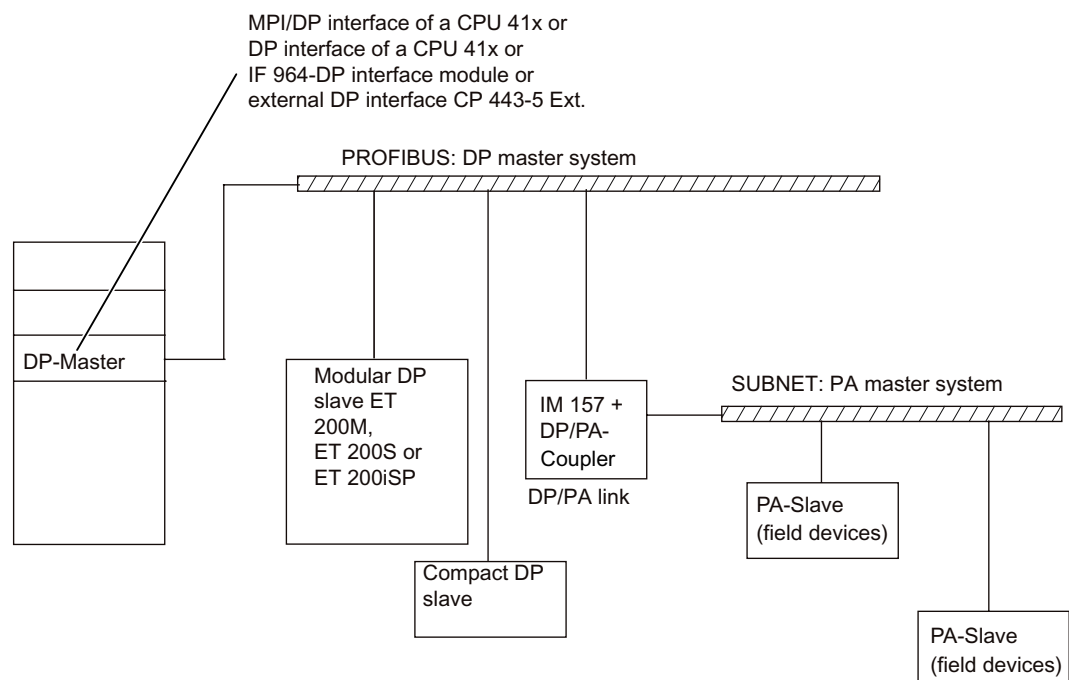 MPI/DP interface of a CPU 41x or
DP interface of a CPU 41x or
IF 964-DP interface module or
external DP interface CP 443-5 Ext.
PROFIBUS: DP master system
DP-Master
Modular DP
slave ET
200M,
ET 200S or
ET 200iSP
IM 157 +
DP/PA-
Coupler
DP/PA link
SUBNET: PA master system
PA-Slave
(field devices)
Compact DP
slave
PA-Slave
(field devices)